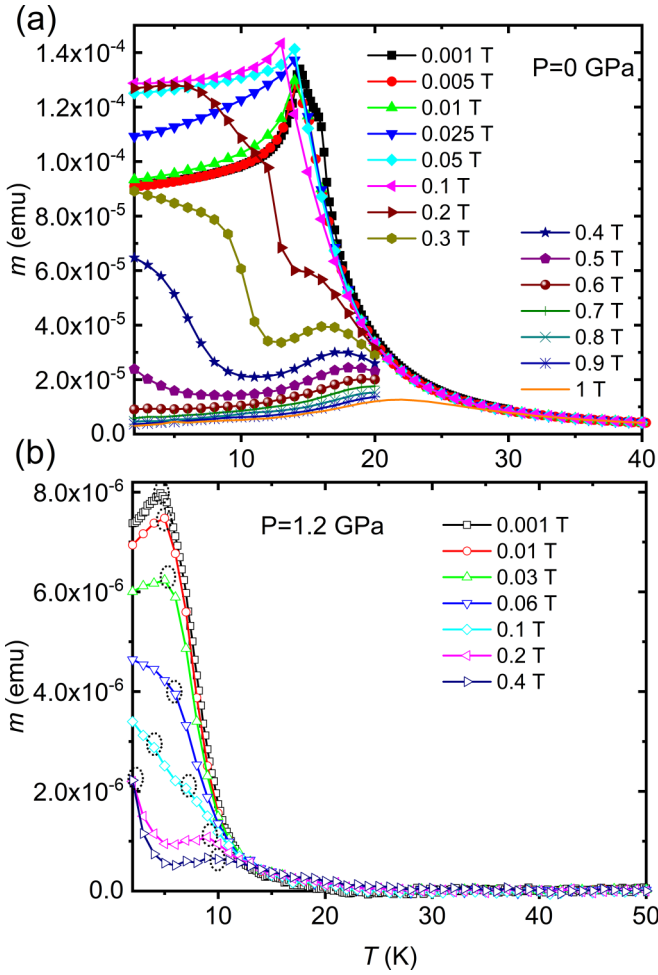 (a)
1.4x10⁻⁴
1.2x10⁻⁴
1.0x10⁻⁴
8.0x10⁻⁵
6.0x10⁻⁵
4.0x10⁻⁵
2.0x10⁻⁵
0.0
m (emu)
0.001 T
0.005 T
0.01 T
0.025 T
0.05 T
0.1 T
0.2 T
0.3 T
P=0 GPa
0.4 T
0.5 T
0.6 T
0.7 T
0.8 T
0.9 T
1 T
10 20 30 40
(b)
8.0x10⁻⁶
6.0x10⁻⁶
4.0x10⁻⁶
2.0x10⁻⁶
0.0
m (emu)
P=1.2 GPa
0.001 T
0.01 T
0.03 T
0.06 T
0.1 T
0.2 T
0.4 T
10 20 30 40 50
T (K)